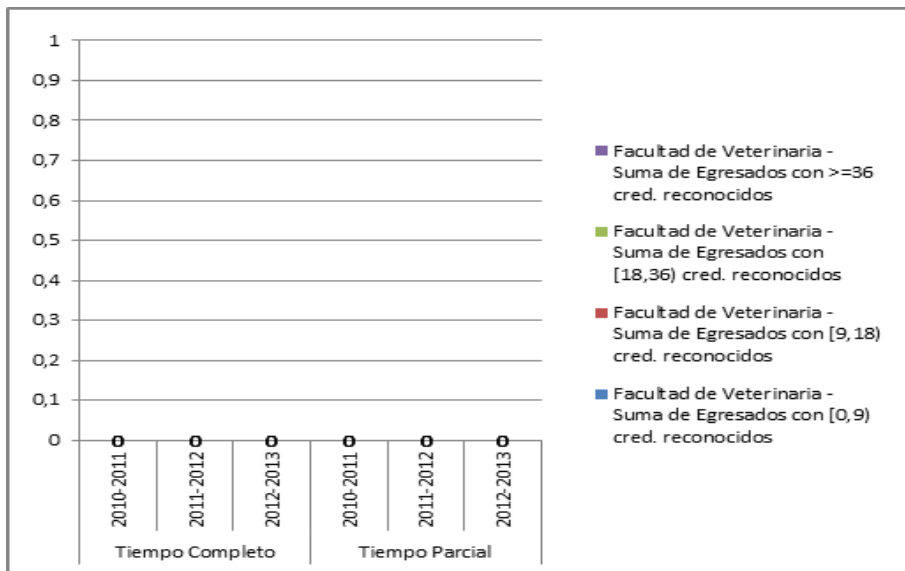 1
0,9
0,8
0,7
0,6
0,5
0,4
0,3
0,2
0,1
0
0 0 0 0 0 0
2010-2011
2011-2012
2012-2013
2010-2011
2011-2012
2012-2013
Tiempo Completo
Tiempo Parcial
Facultad de Veterinaria -
Suma de Egresados con >=36
cred. reconocidos
Facultad de Veterinaria -
Suma de Egresados con
[18,36) cred. reconocidos
Facultad de Veterinaria -
Suma de Egresados con [9,18)
cred. reconocidos
Facultad de Veterinaria -
Suma de Egresados con [0,9)
cred. reconocidos